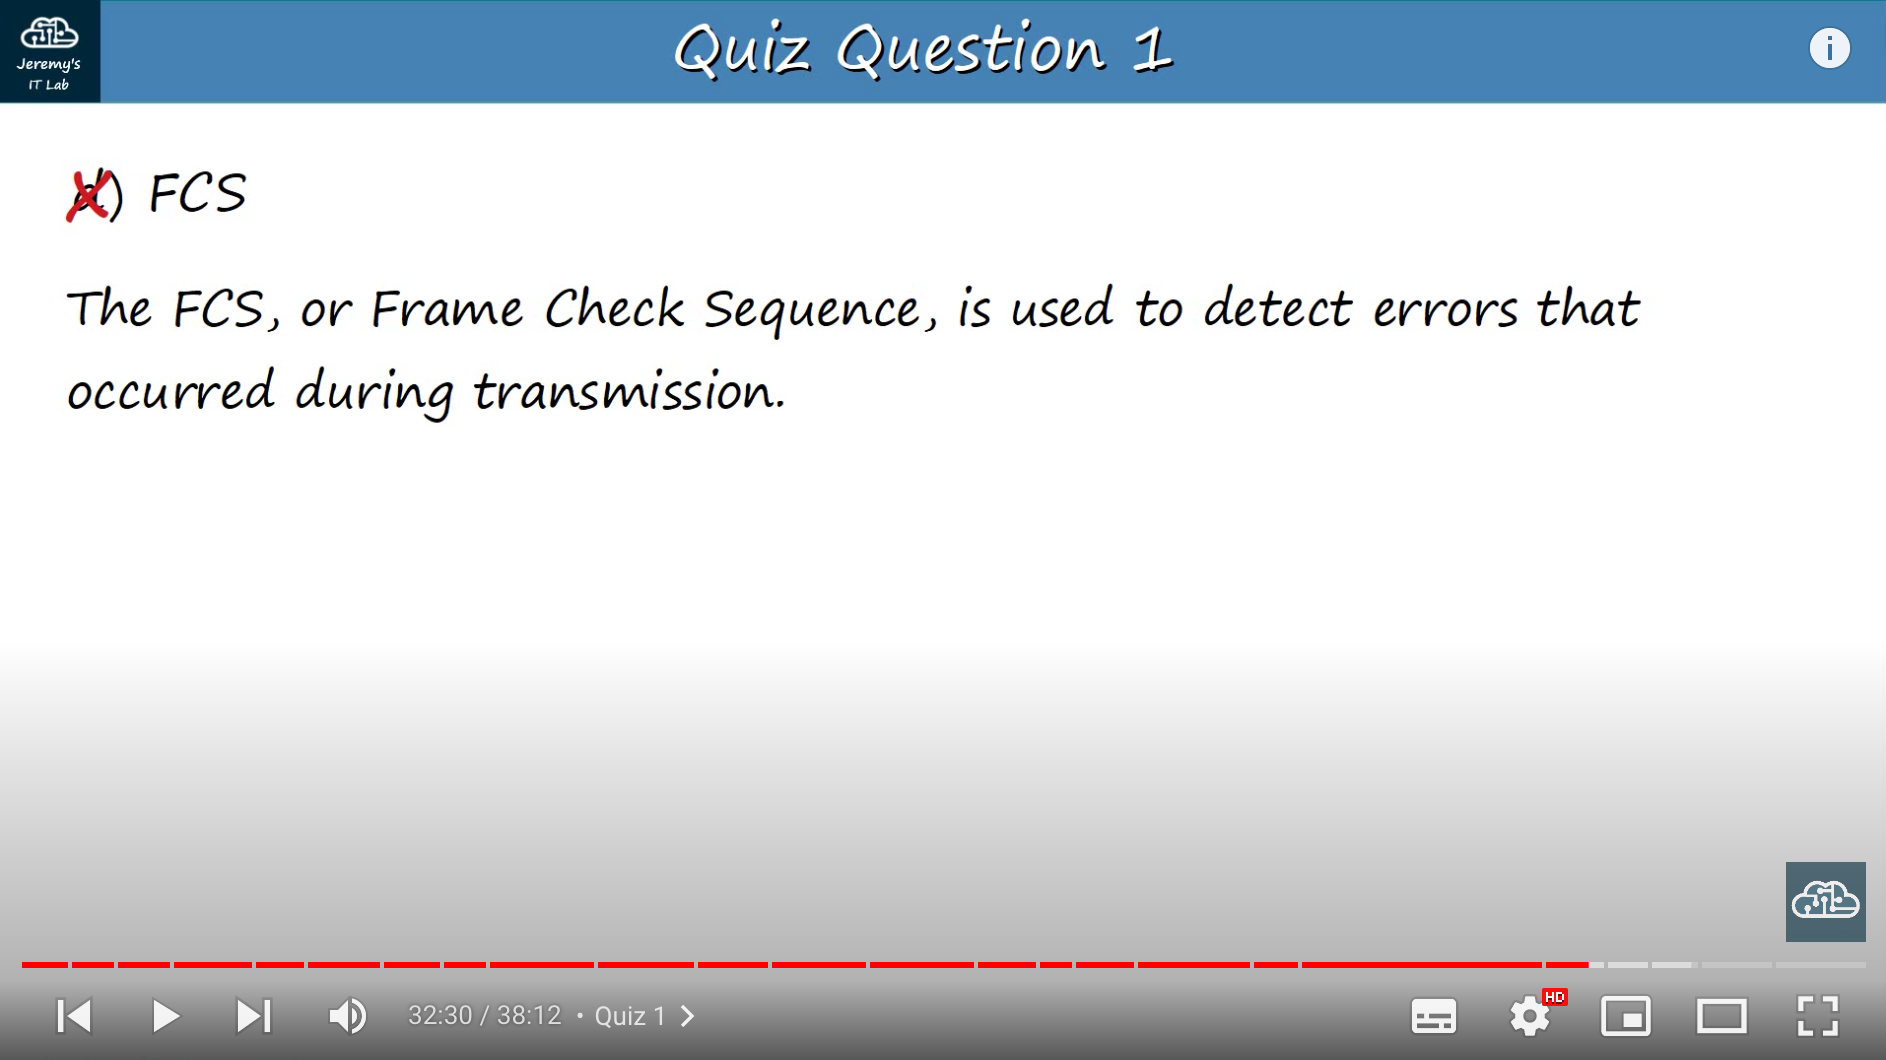 Jeremy's
IT Lab
Quiz Question 1
d) FCS
The FCS, or Frame Check Sequence, is used to detect errors that
occurred during transmission.
32:30 / 38:12 • Quiz 1
HD